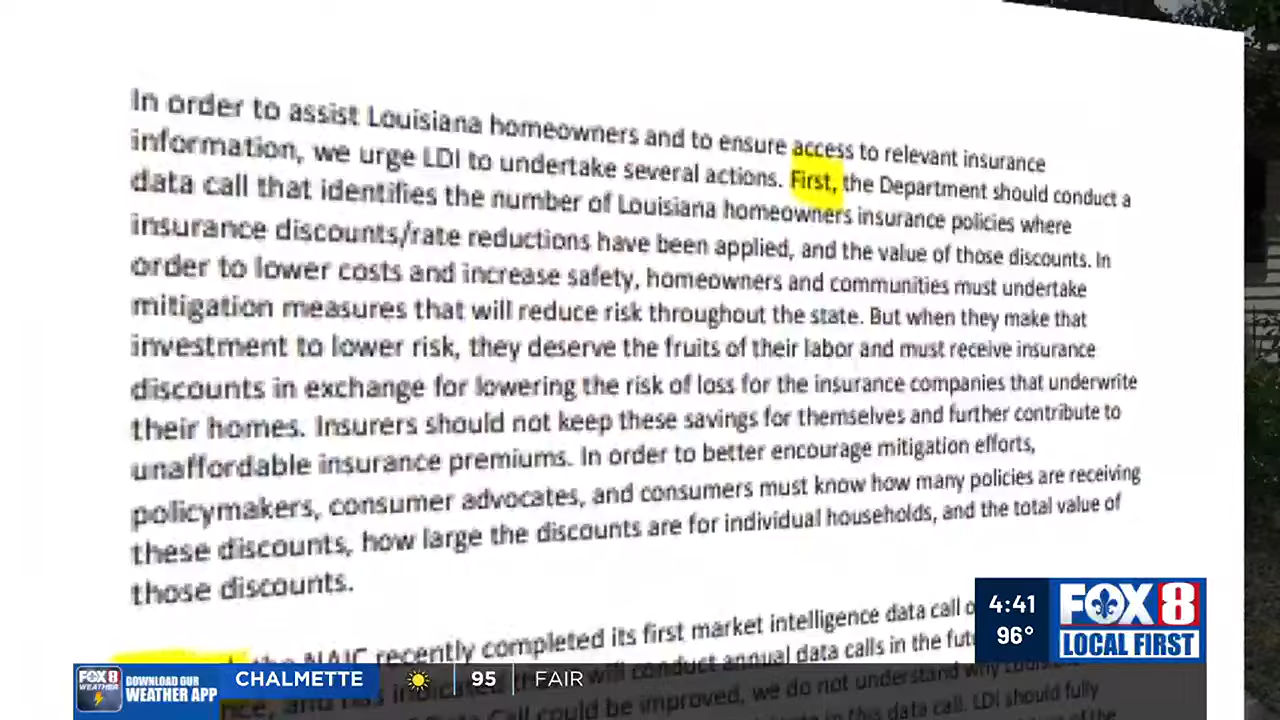 In order to assist Louisiana homeowners and to ensure access to relevant insurance
information, we urge LDI to undertake several actions. First, the Department should conduct a
data call that identifies the number of Louisiana homeowners insurance policies where
insurance discounts/rate reductions have been applied, and the value of those discounts. In
order to lower costs and increase safety, homeowners and communities must undertake
mitigation measures that will reduce risk throughout the state. But when they make that
investment to lower risk, they deserve the fruits of their labor and must receive insurance
discounts in exchange for lowering the risk of loss for the insurance companies that underwrite
their homes. Insurers should not keep these savings for themselves and further contribute to
unaffordable insurance premiums. In order to better encourage mitigation efforts,
policymakers, consumer advocates, and consumers must know how many policies are receiving
these discounts, how large the discounts are for individual households, and the total value of
those discounts.
the NAIC recently completed its first market intelligence data call
will conduct annual data calls in the
could be improved, we do not understand why
in this data call. LDI should fully
4:41
96°
FOX 8
LOCAL FIRST
FOX 8
WEATHER
DOWNLOAD OUR
WEATHER APP
CHALMETTE
95
FAIR